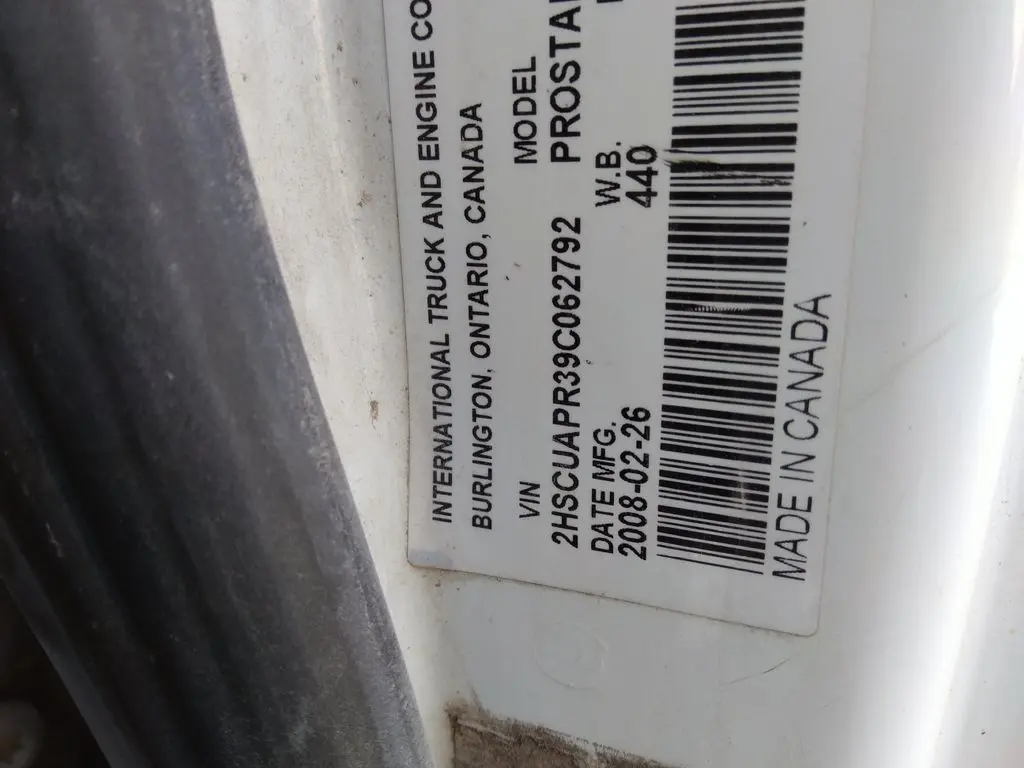 INTERNATIONAL TRUCK AND ENGINE CO
BURLINGTON, ONTARIO, CANADA
VIN MODEL
2HSCUAPR39C062792 PROSTA
DATE MFG. W.B.
2008-02-26 440
MADE IN CANADA